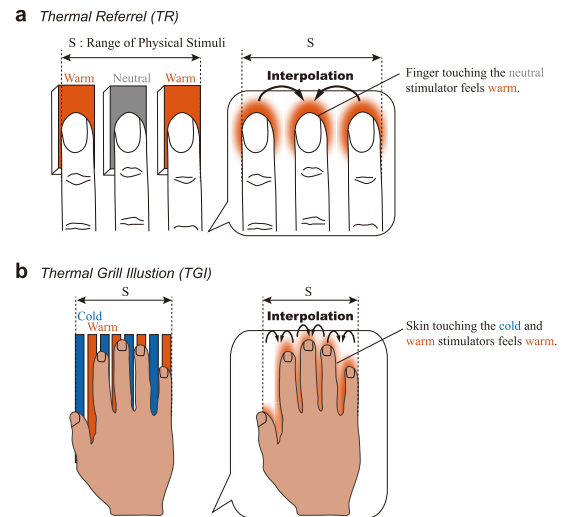 a Thermal Referrel (TR)
S : Range of Physical Stimuli
S
Warm Neutral Warm
Interpolation
Finger touching the neutral
stimulator feels warm.
b Thermal Grill Illustion (TGI)
S
S
Cold
Warm
Interpolation
Skin touching the cold and
warm stimulators feels warm.